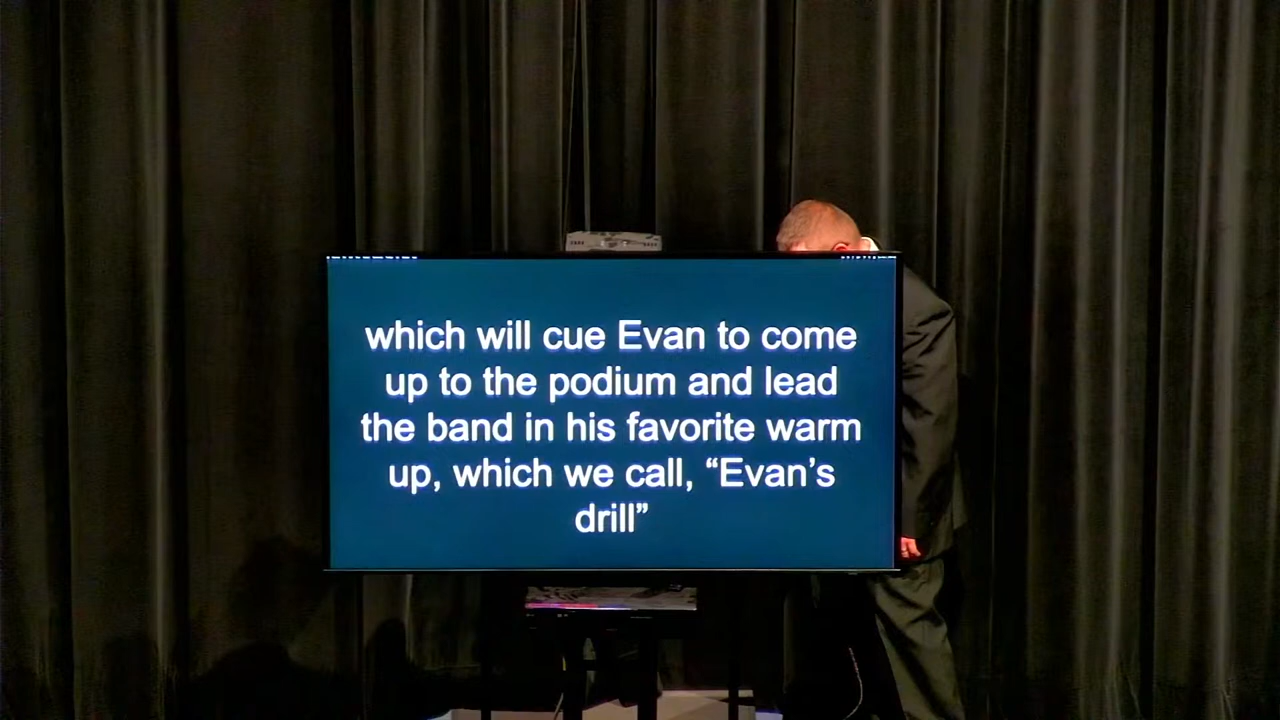 which will cue Evan to come
up to the podium and lead
the band in his favorite warm
up, which we call, “Evan’s
drill”